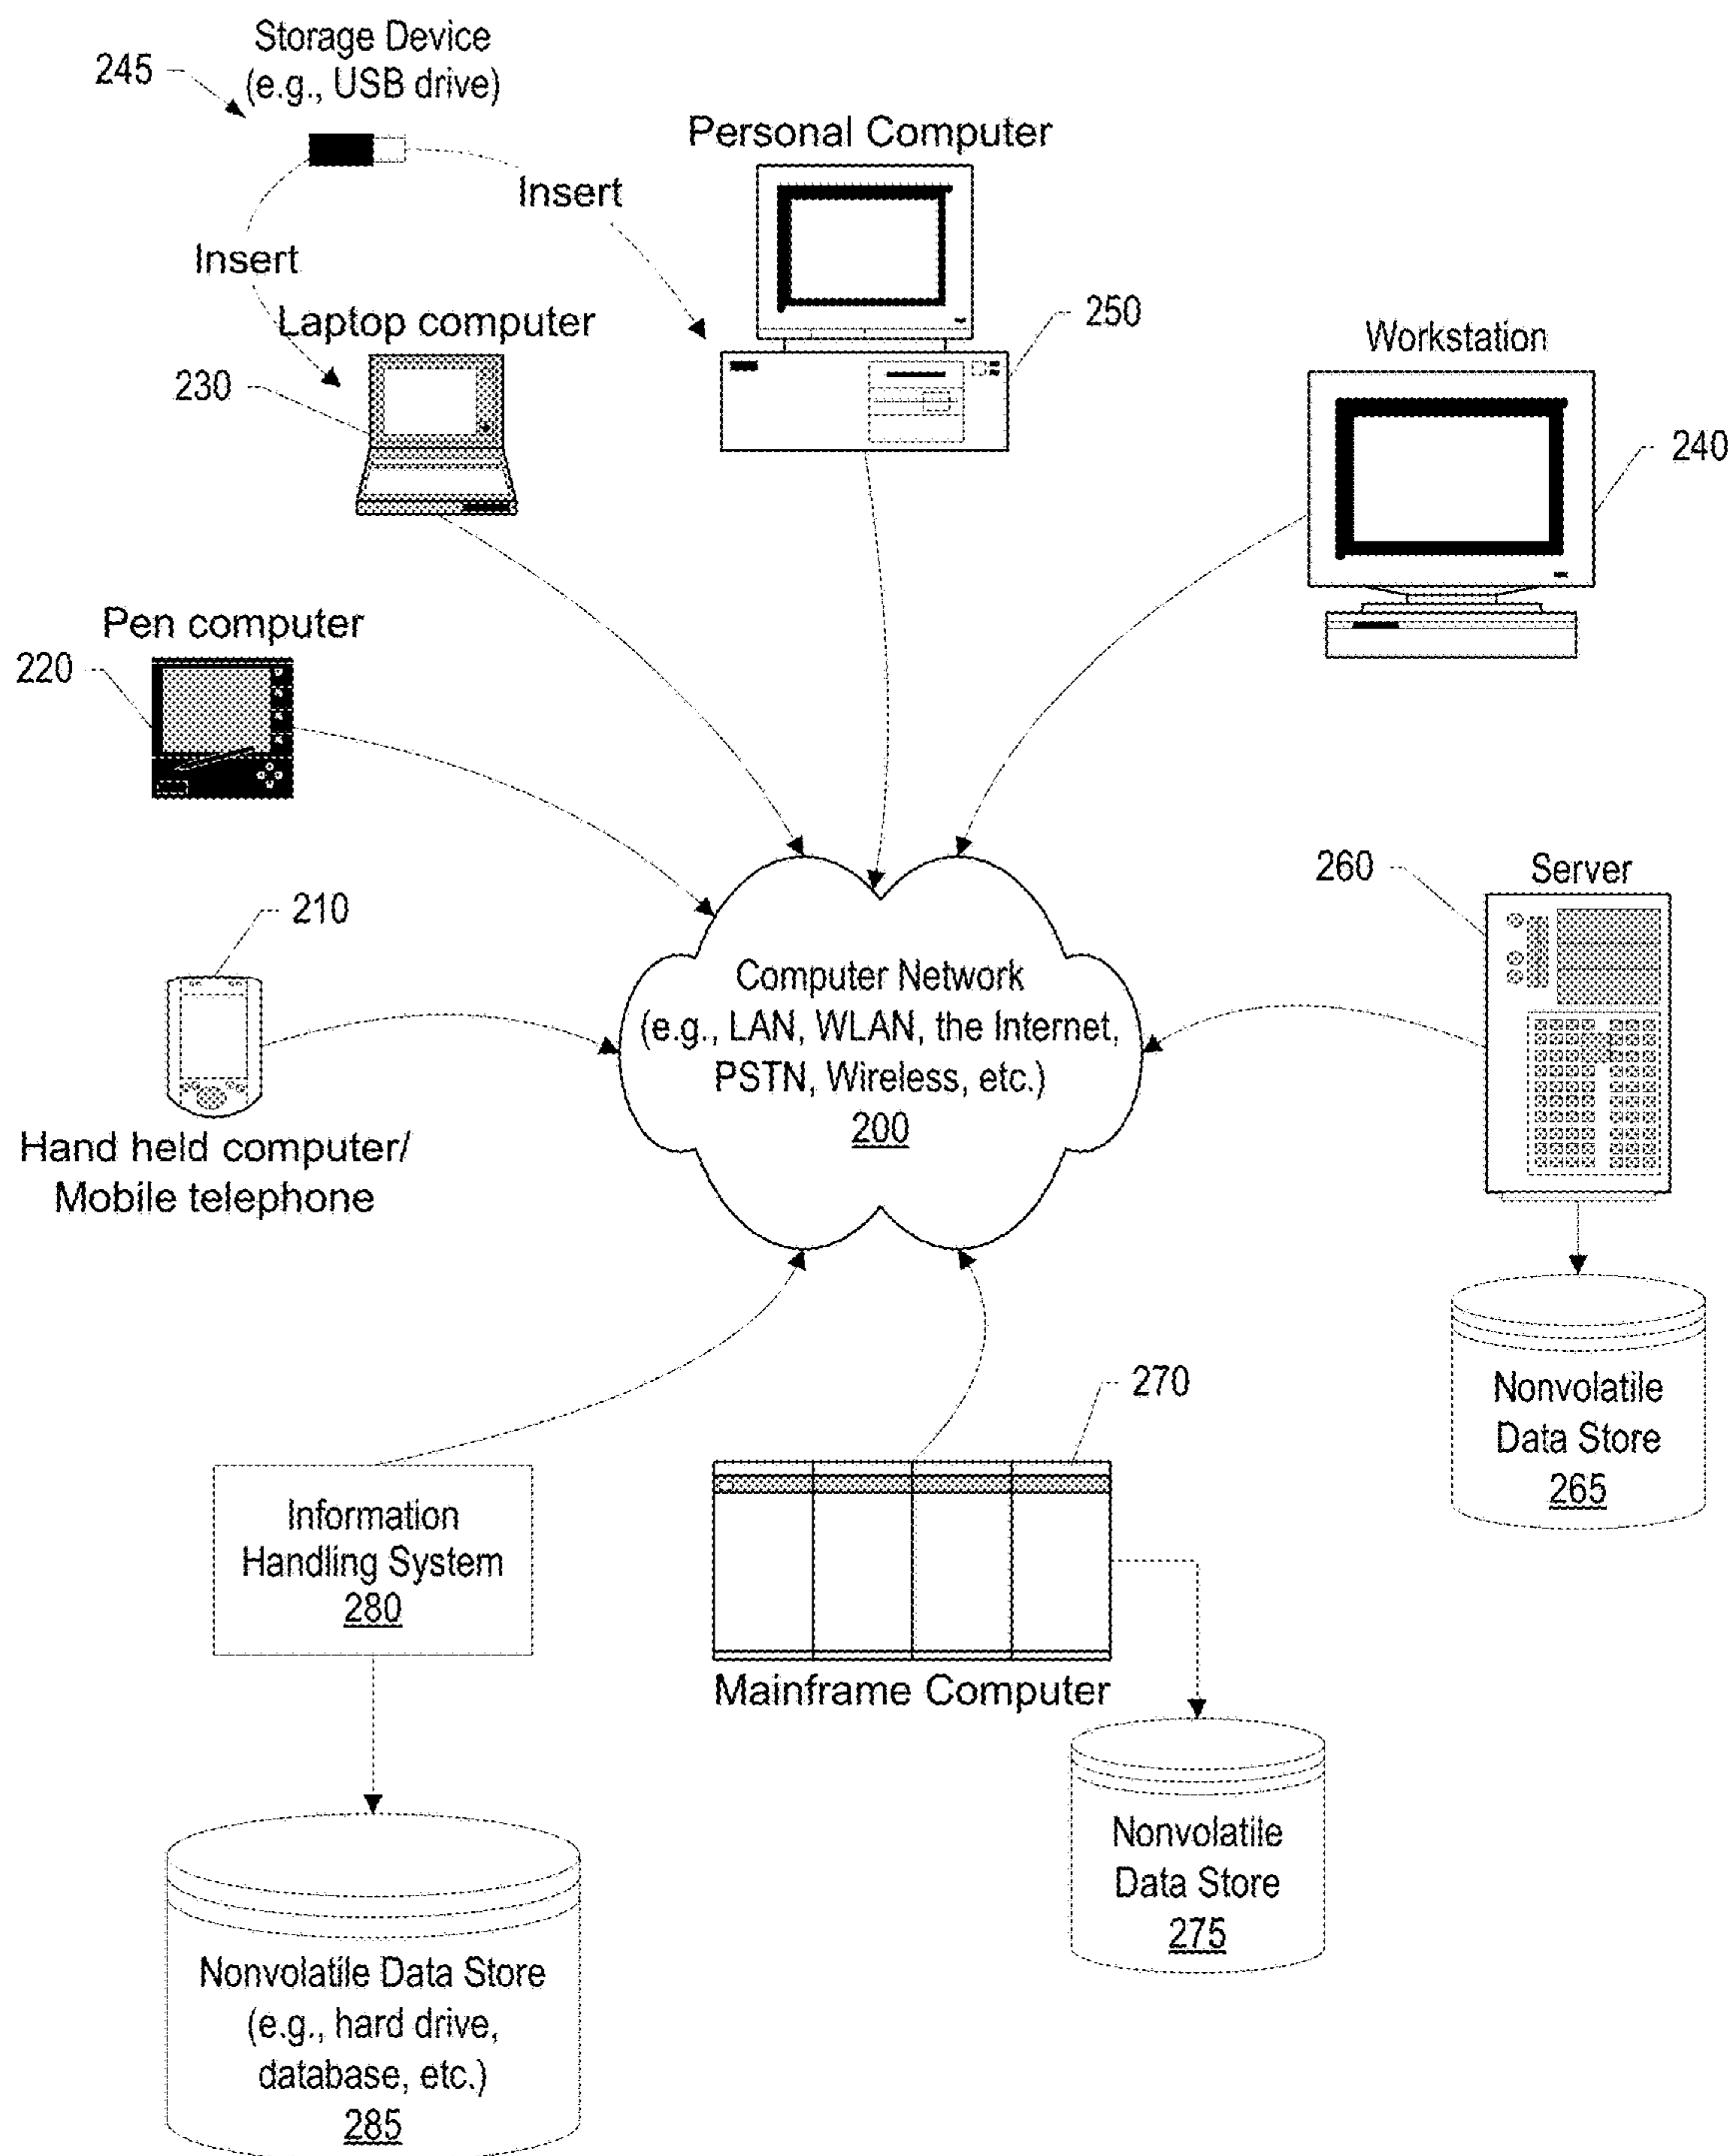 Storage Device
(e.g., USB drive)
245
Personal Computer
Insert
Insert
Laptop computer
230
250
Workstation
240
Pen computer
220
210
Hand held computer/
Mobile telephone
Computer Network
(e.g., LAN, WLAN, the Internet,
PSTN, Wireless, etc.)
200
260
Server
Nonvolatile
Data Store
265
270
Mainframe Computer
Information
Handling System
280
Nonvolatile
Data Store
275
Nonvolatile Data Store
(e.g., hard drive,
database, etc.)
285